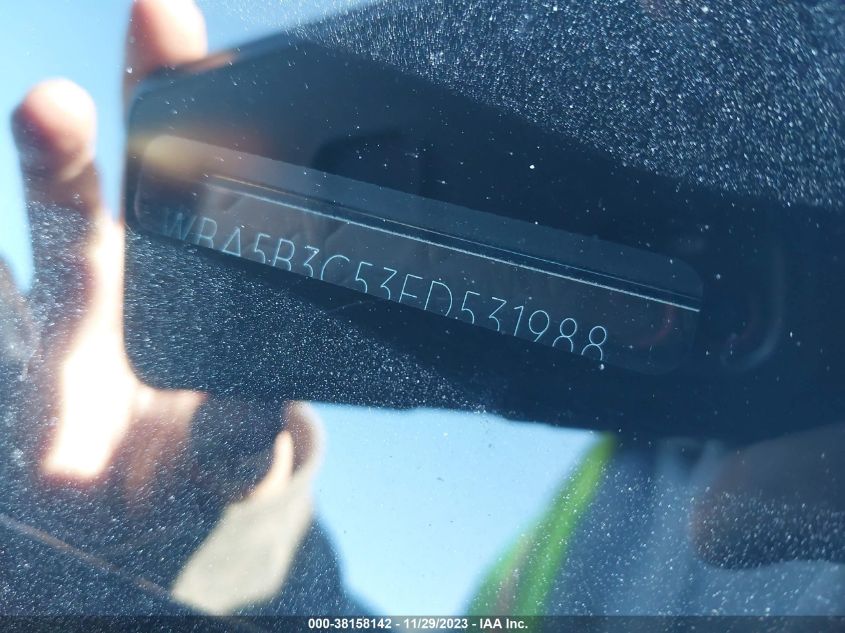 WBA5B3C53ED531988
000-38158142 - 11/29/2023 - IAA Inc.